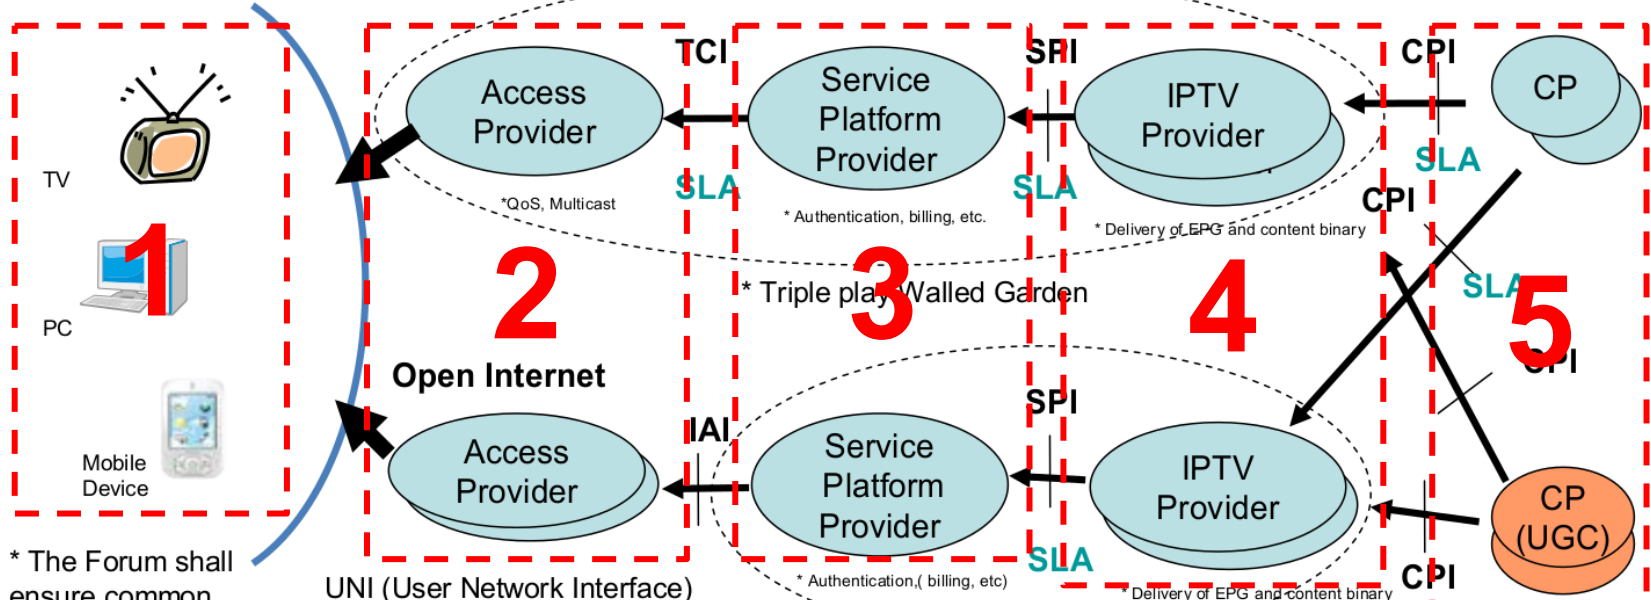 TCI
SPI
CPI
Access
Provider
Service
Platform
Provider
IPTV
Provider
CP
TV
SLA
SLA
SLA
*QoS, Multicast
* Authentication, billing, etc.
* Delivery of EPG and content binary
CPI
1
2
3
4
5
* Triple play Walled Garden
SLA
PC
CPI
Open Internet
IAI
SPI
Mobile
Device
Access
Provider
Service
Platform
Provider
IPTV
Provider
CP
(UGC)
* The Forum shall
ensure common
UNI (User Network Interface)
* Authentication,( billing, etc)
SLA
CPI
* Delivery of EPG and content binary